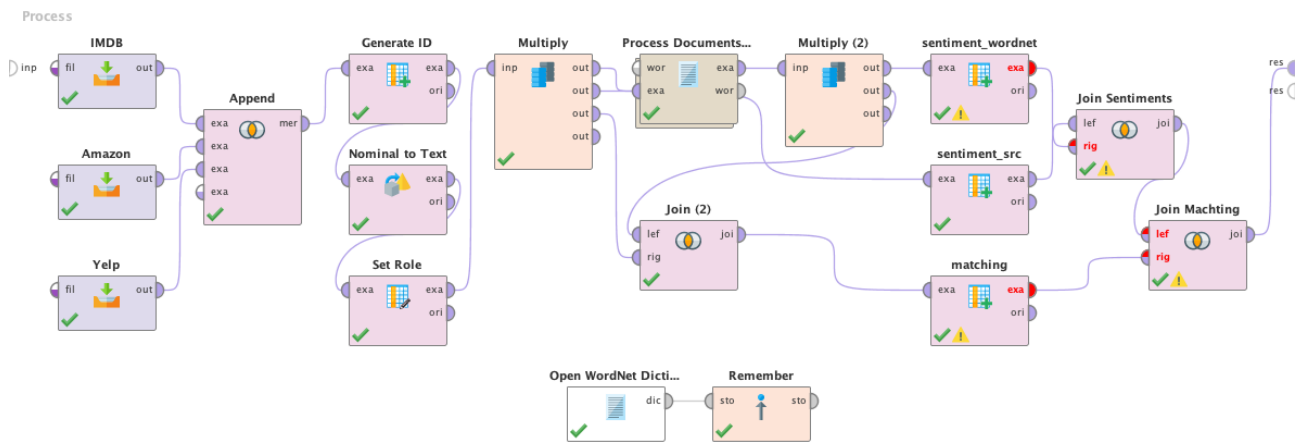 Process
inp
IMDB
fil
out
Amazon
fil
out
Yelp
fil
out
Append
exa
mer
exa
exa
exa
Generate ID
exa
exa
ori
Nominal to Text
exa
exa
ori
Set Role
exa
exa
ori
Multiply
inp
out
out
out
out
Process Documents...
wor
exa
exa
wor
Multiply (2)
inp
out
out
out
Join (2)
lef
joi
rig
sentiment_wordnet
exa
exa
ori
sentiment_src
exa
exa
ori
matching
exa
exa
ori
Join Sentiments
lef
joi
rig
Join Machting
lef
joi
rig
res
res
Open WordNet Dicti...
dic
Remember
sto
sto